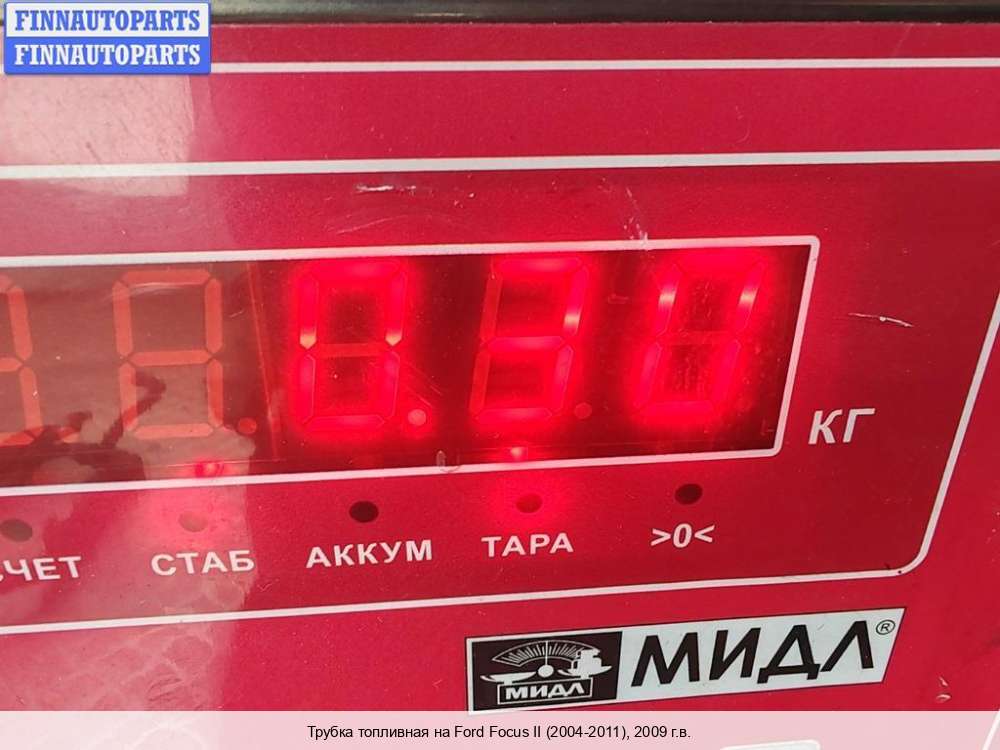 FINNAUTOPARTS
FINNAUTOPARTS
0.30
КГ
СТАБ
АККУМ
ТАРА
>0<
МИДЛ
МИДЛ®
Трубка топливная на Ford Focus II (2004-2011), 2009 г.в.